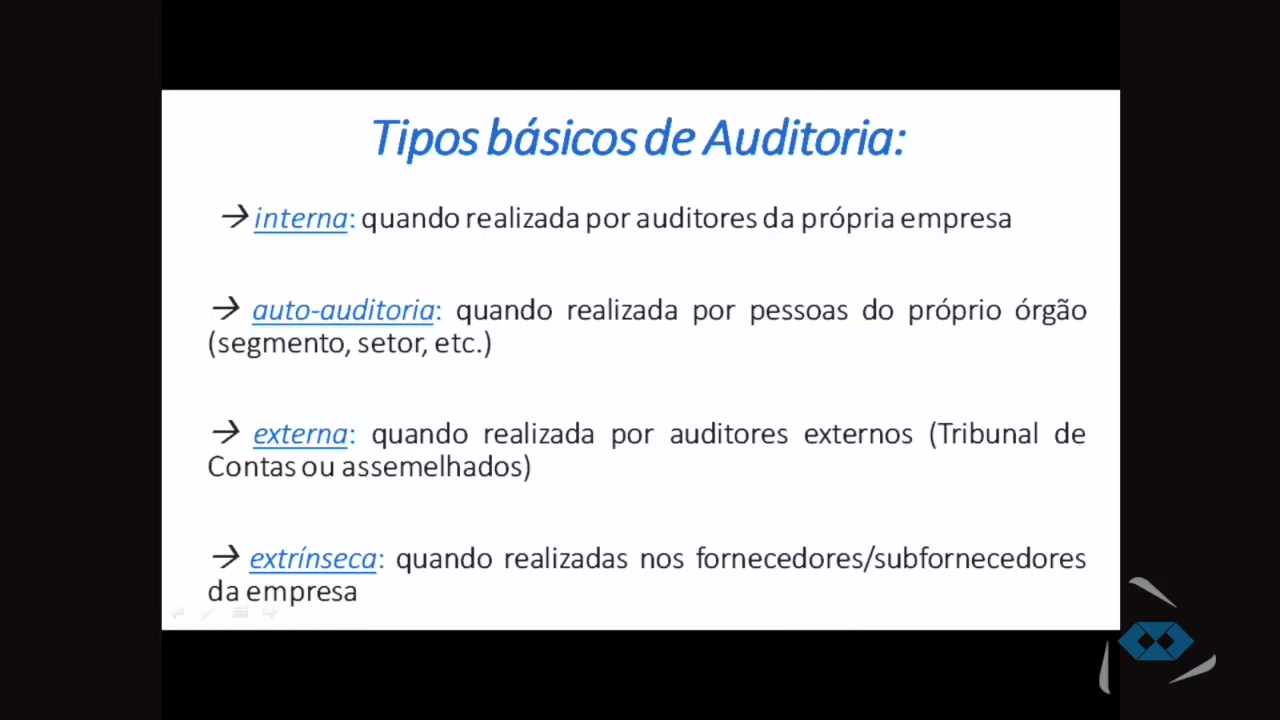 Tipos básicos de Auditoria:
→ interna: quando realizada por auditores da própria empresa
→ auto-auditoria: quando realizada por pessoas do próprio órgão
(segmento, setor, etc.)
→ externa: quando realizada por auditores externos (Tribunal de
Contas ou assemelhados)
→ extrínseca: quando realizadas nos fornecedores/subfornecedores
da empresa